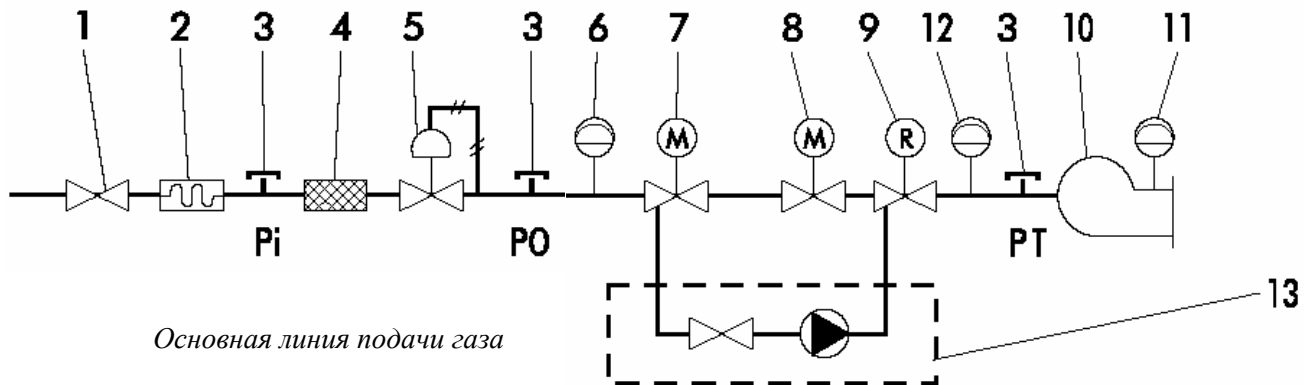 1 2 3 4 5 3 6 7 8 9 12 3 10 11
M M R
Pi PO PT
13
Основная линия подачи газа